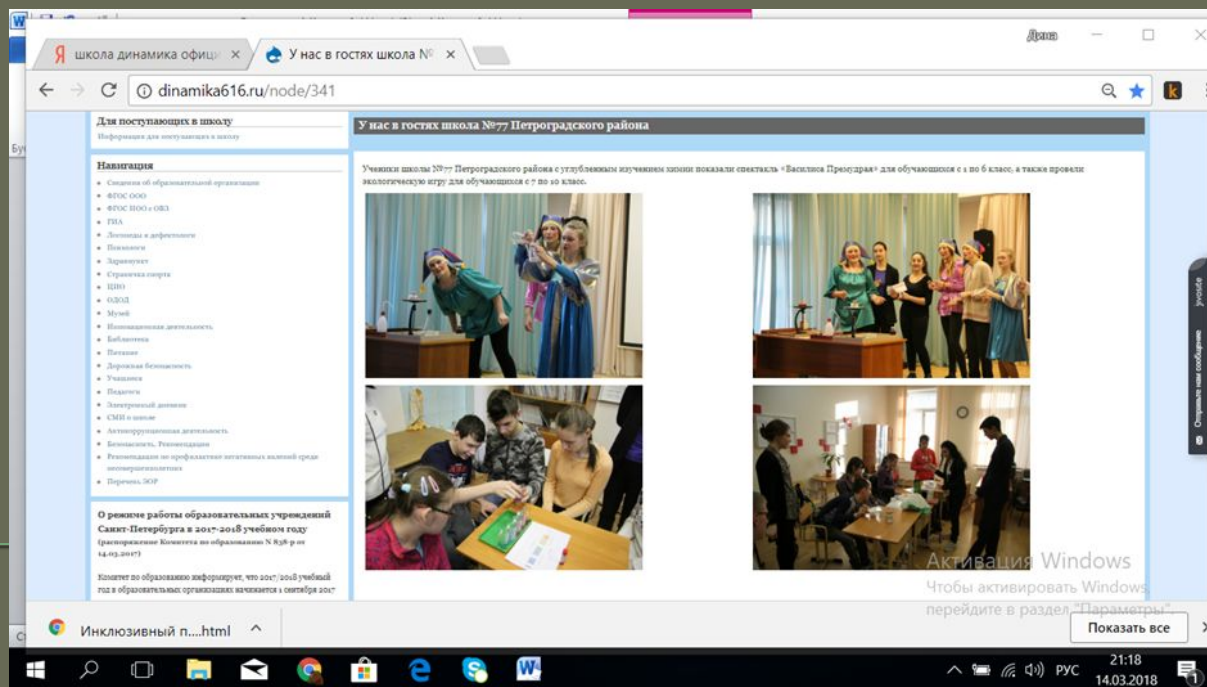 Дина
школа динамика офици
У нас в гостях школа №
dinamika616.ru/node/341
Для поступающих в школу
Информация для поступающих в школу
Навигация
Сведения об образовательной организации
ФГОС ООО
ФГОС НОО с ОВЗ
ГИА
Логопеды и дефектологи
Психологи
Здравпункт
Страничка спорта
ЦИО
ОДОД
Музей
Инновационная деятельность
Библиотека
Питание
Дорожная безопасность
Учащимся
Педагоги
Электронный дневник
СМИ о школе
Антикоррупционная деятельность
Безопасность. Рекомендации
Рекомендации по профилактике негативных явлений среди
несовершеннолетних
Перечень ЭОР
О режиме работы образовательных учреждений
Санкт-Петербурга в 2017-2018 учебном году
(распоряжение Комитета по образованию N 838-р от
14.03.2017)
Комитет по образованию информирует, что 2017/2018 учебный
год в образовательных организациях начинается 1 сентября 2017
У нас в гостях школа №77 Петроградского района
Ученики школы №77 Петроградского района с углубленным изучением химии показали спектакль «Василиса Премудрая» для обучающихся с 1 по 6 класс, а также провели
экологическую игру для обучающихся с 7 по 10 класс.
Отправьте нам сообщение
Активация Windows
Чтобы активировать Windows,
перейдите в раздел "Параметры".
Инклюзивный п....html
Показать все
РУС
21:18
14.03.2018
1